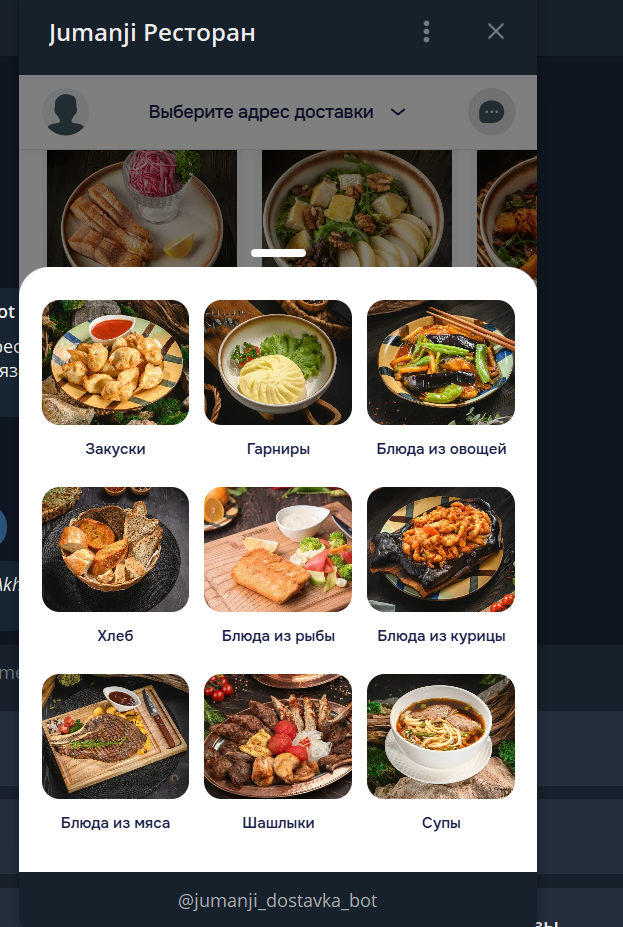 Jumanji Ресторан
Выберите адрес доставки
Закуски
Гарниры
Блюда из овощей
Хлеб
Блюда из рыбы
Блюда из курицы
Блюда из мяса
Шашлыки
Супы
@jumanji_dostavka_bot